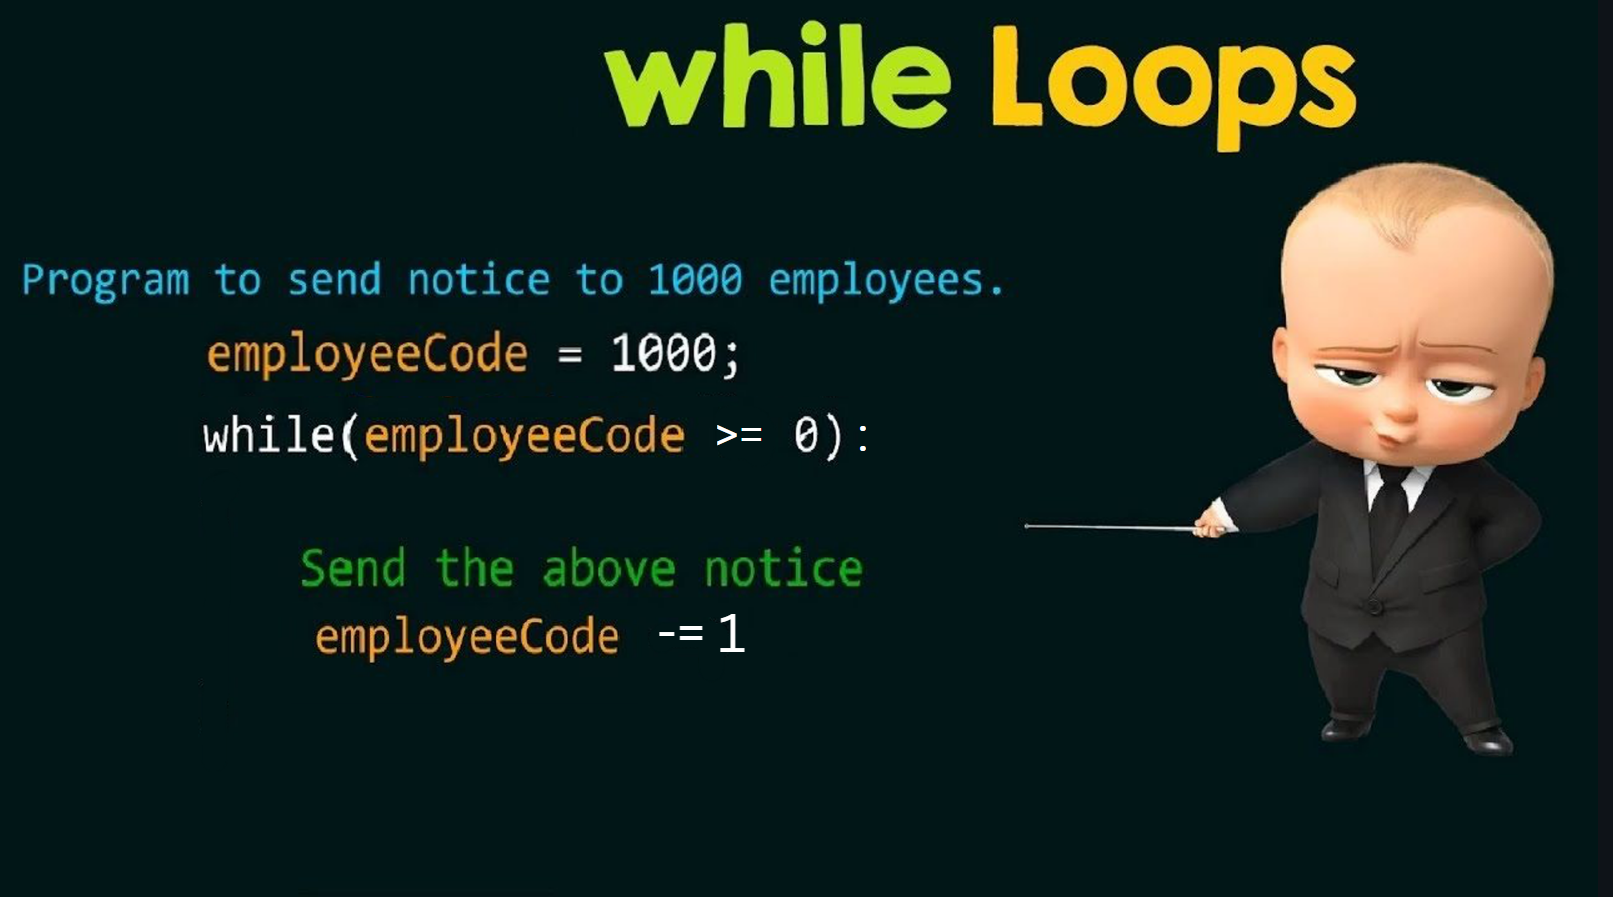 while Loops
Program to send notice to 1000 employees.
employeeCode = 1000;
while(employeeCode >= 0):
Send the above notice
employeeCode -= 1